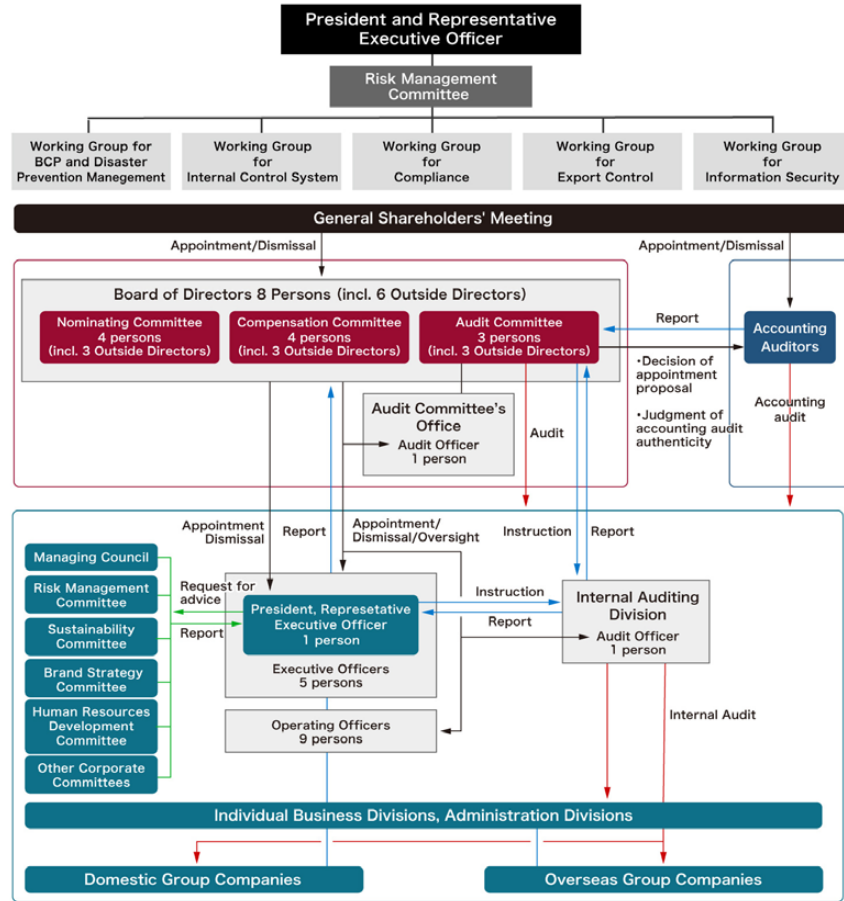 President and Representative
Executive Officer
Risk Management
Committee
Working Group for
BCP and Disaster
Prevention Management
Working Group
for
Internal Control System
Working Group
for
Compliance
Working Group
for
Export Control
Working Group
for
Information Security
General Shareholders' Meeting
Appointment/Dismissal
Appointment/Dismissal
Board of Directors 8 Persons (incl. 6 Outside Directors)
Nominating Committee
4 persons
(incl. 3 Outside Directors)
Compensation Committee
4 persons
(incl. 3 Outside Directors)
Audit Committee
3 persons
(incl. 3 Outside Directors)
Report
Accounting
Auditors
•Decision of
appointment
proposal
•Judgment of
accounting audit
authenticity
Accounting
audit
Audit Committee's
Office
Audit Officer
1 person
Audit
Appointment
Dismissal
Report
Appointment/
Dismissal/Oversight
Instruction
Report
Managing Council
Risk Management
Committee
Sustainability
Committee
Brand Strategy
Committee
Human Resources
Development
Committee
Other Corporate
Committees
Request for
advice
Report
President, Represetative
Executive Officer
1 person
Executive Officers
5 persons
Operating Officers
9 persons
Instruction
Report
Internal Auditing
Division
Audit Officer
1 person
Internal Audit
Individual Business Divisions, Administration Divisions
Domestic Group Companies
Overseas Group Companies